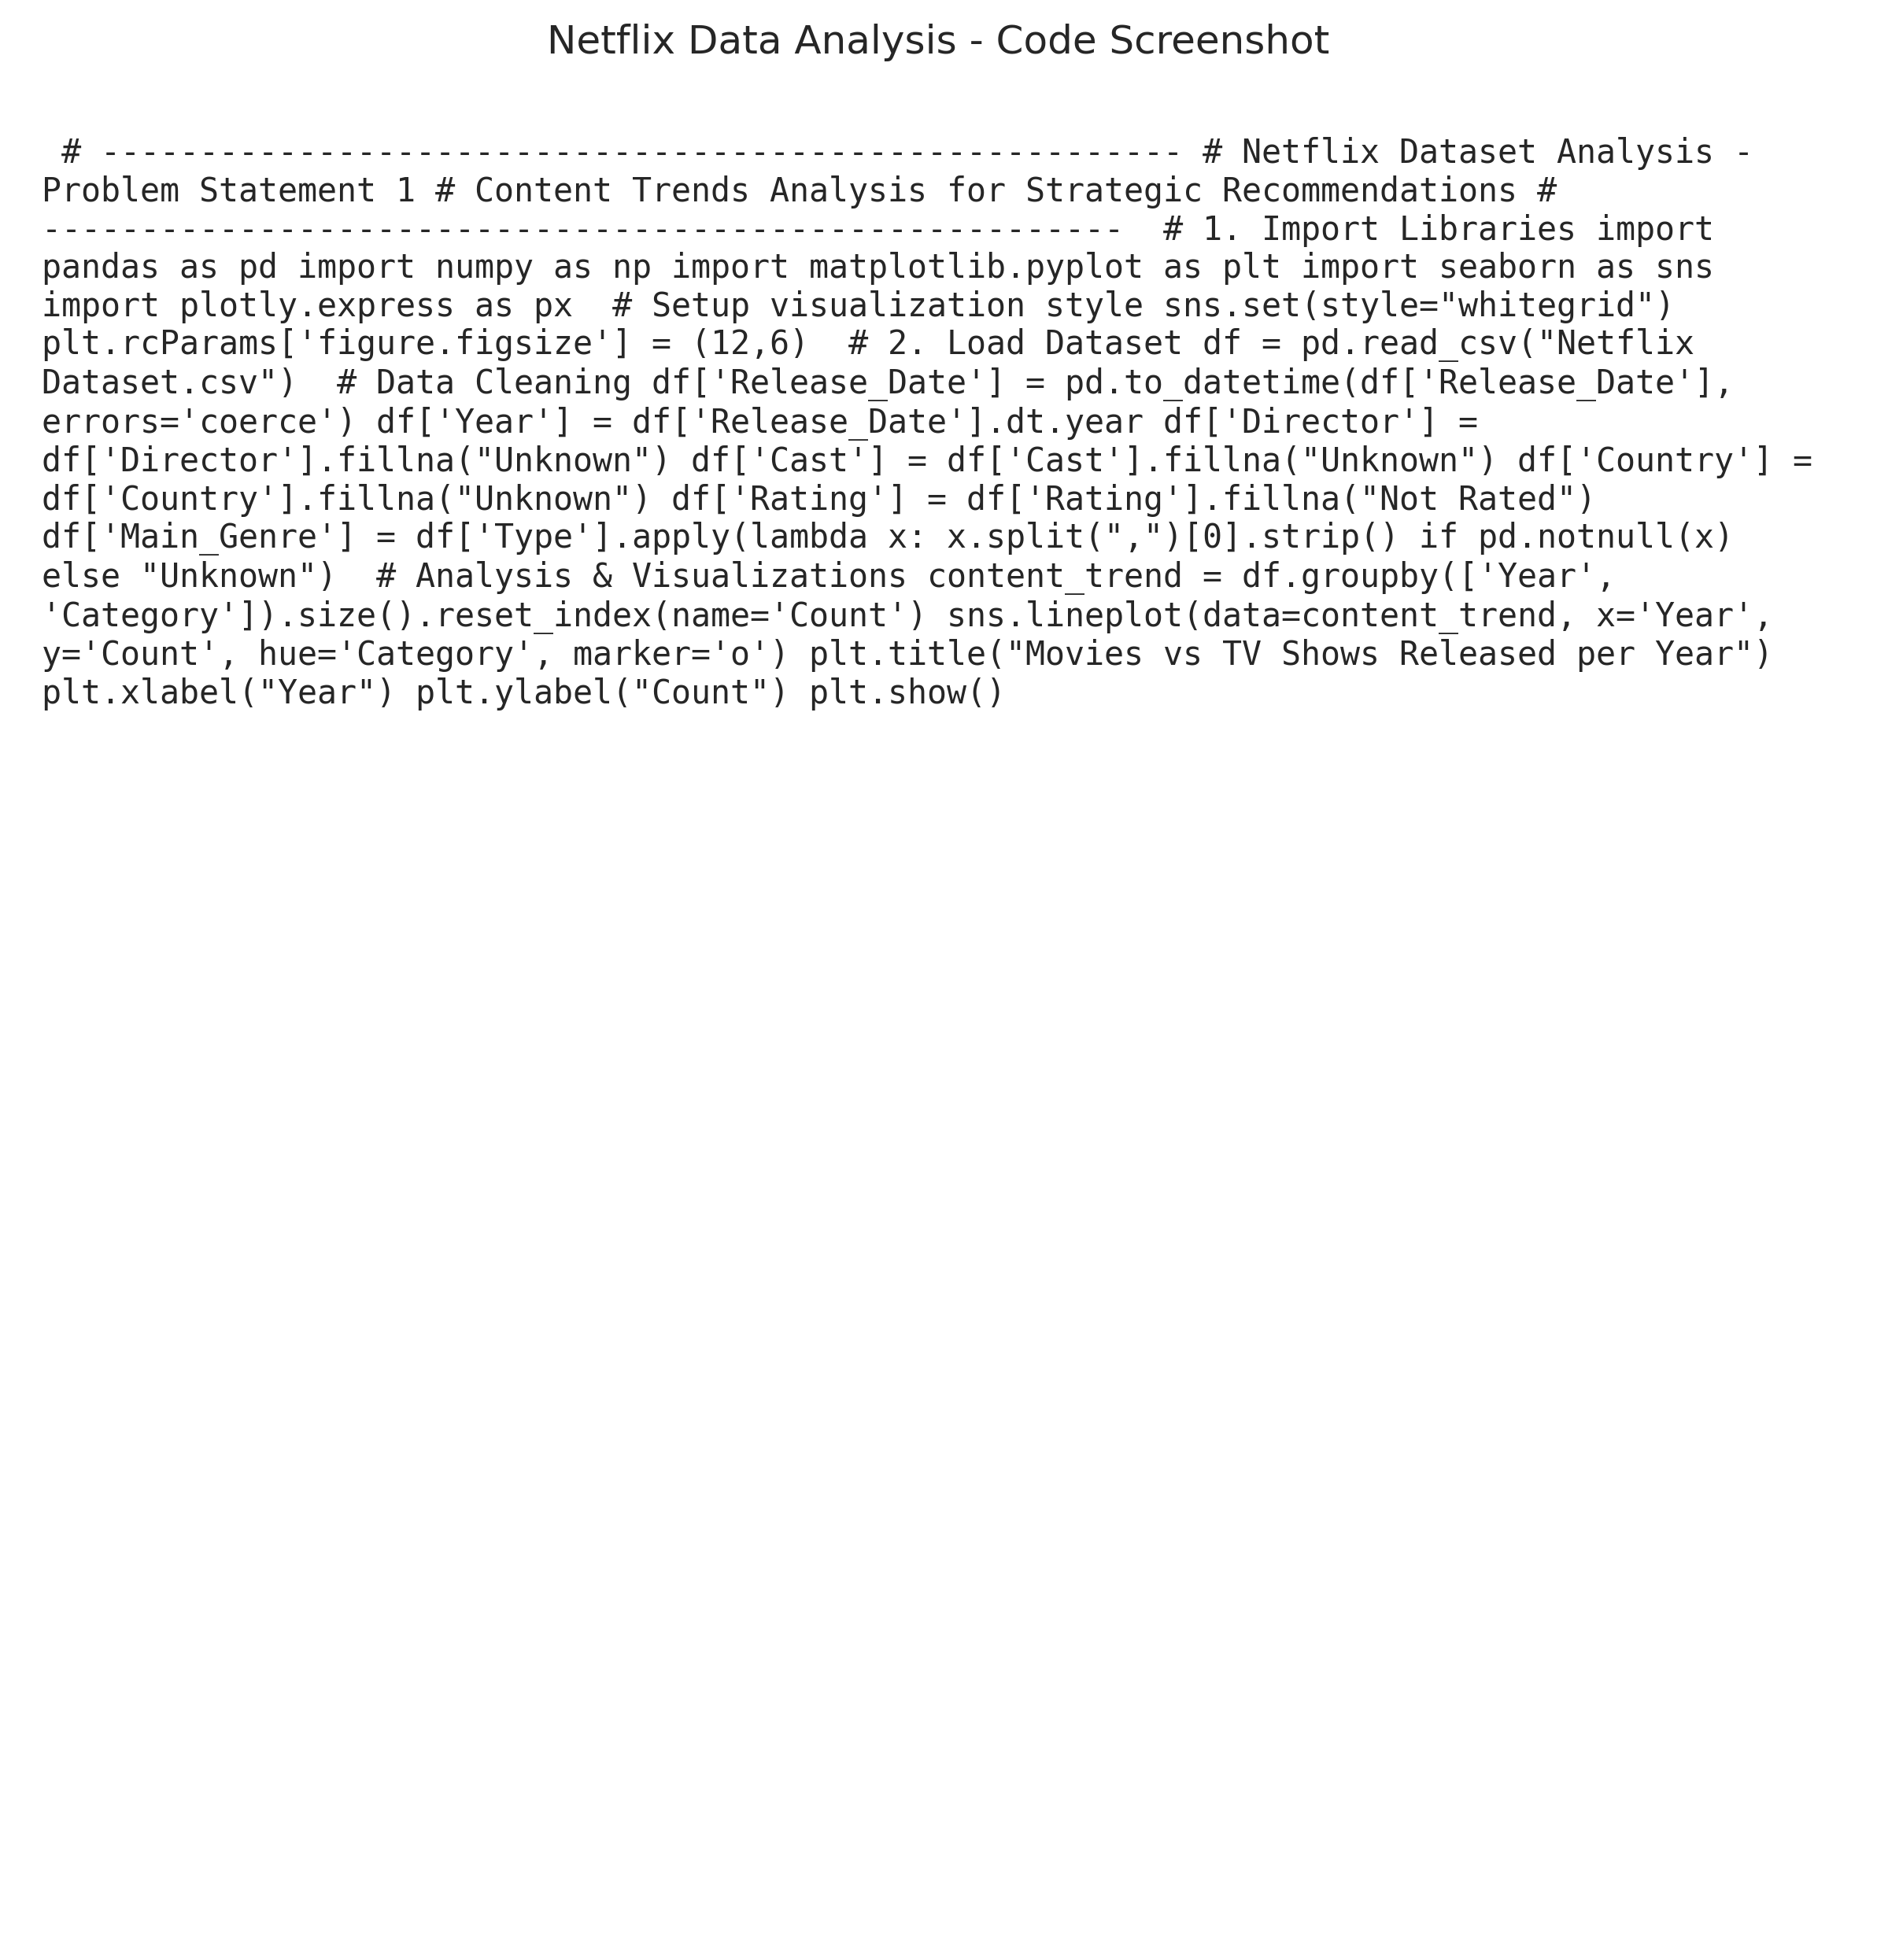 Netflix Data Analysis - Code Screenshot
# ------------------------------------------------------- # Netflix Dataset Analysis -
Problem Statement 1 # Content Trends Analysis for Strategic Recommendations #
-------------------------------------------------------  # 1. Import Libraries import
pandas as pd import numpy as np import matplotlib.pyplot as plt import seaborn as sns
import plotly.express as px  # Setup visualization style sns.set(style="whitegrid")
plt.rcParams['figure.figsize'] = (12,6)  # 2. Load Dataset df = pd.read_csv("Netflix
Dataset.csv")  # Data Cleaning df['Release_Date'] = pd.to_datetime(df['Release_Date'],
errors='coerce') df['Year'] = df['Release_Date'].dt.year df['Director'] =
df['Director'].fillna("Unknown") df['Cast'] = df['Cast'].fillna("Unknown") df['Country'] =
df['Country'].fillna("Unknown") df['Rating'] = df['Rating'].fillna("Not Rated")
df['Main_Genre'] = df['Type'].apply(lambda x: x.split(",")[0].strip() if pd.notnull(x)
else "Unknown")  # Analysis & Visualizations content_trend = df.groupby(['Year',
'Category']).size().reset_index(name='Count') sns.lineplot(data=content_trend, x='Year',
y='Count', hue='Category', marker='o') plt.title("Movies vs TV Shows Released per Year")
plt.xlabel("Year") plt.ylabel("Count") plt.show()